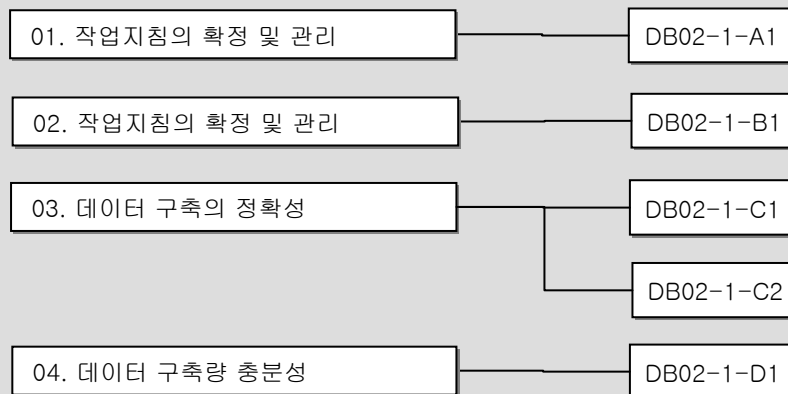 01. 작업지침의 확정 및 관리
DB02-1-A1
02. 작업지침의 확정 및 관리
DB02-1-B1
03. 데이터 구축의 정확성
DB02-1-C1
DB02-1-C2
04. 데이터 구축량 충분성
DB02-1-D1